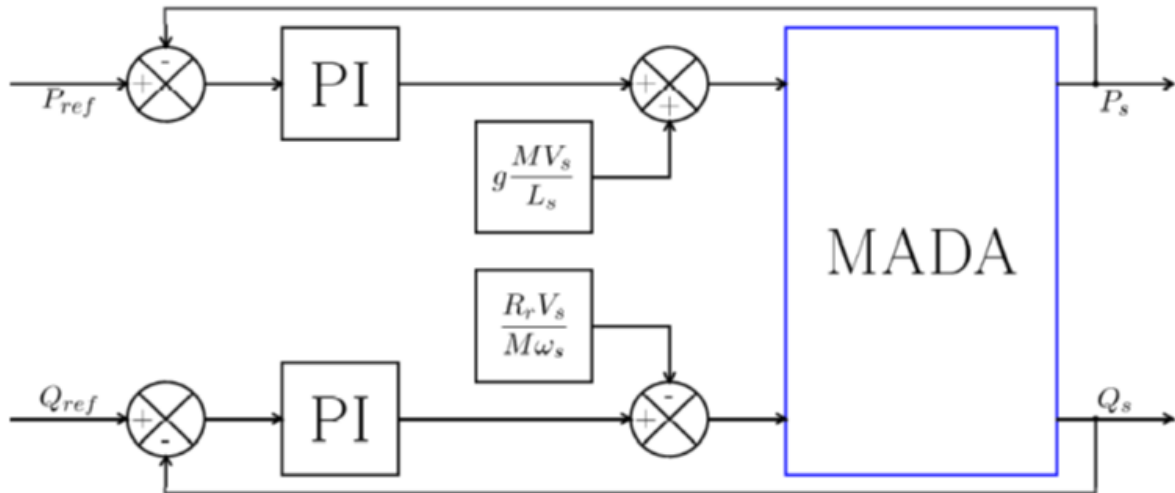 -
+ PI + MADA
P_ref + P_s
g MV_s / L_s
R_r V_s / Mω_s
Q_ref - Q_s
+ PI +
-